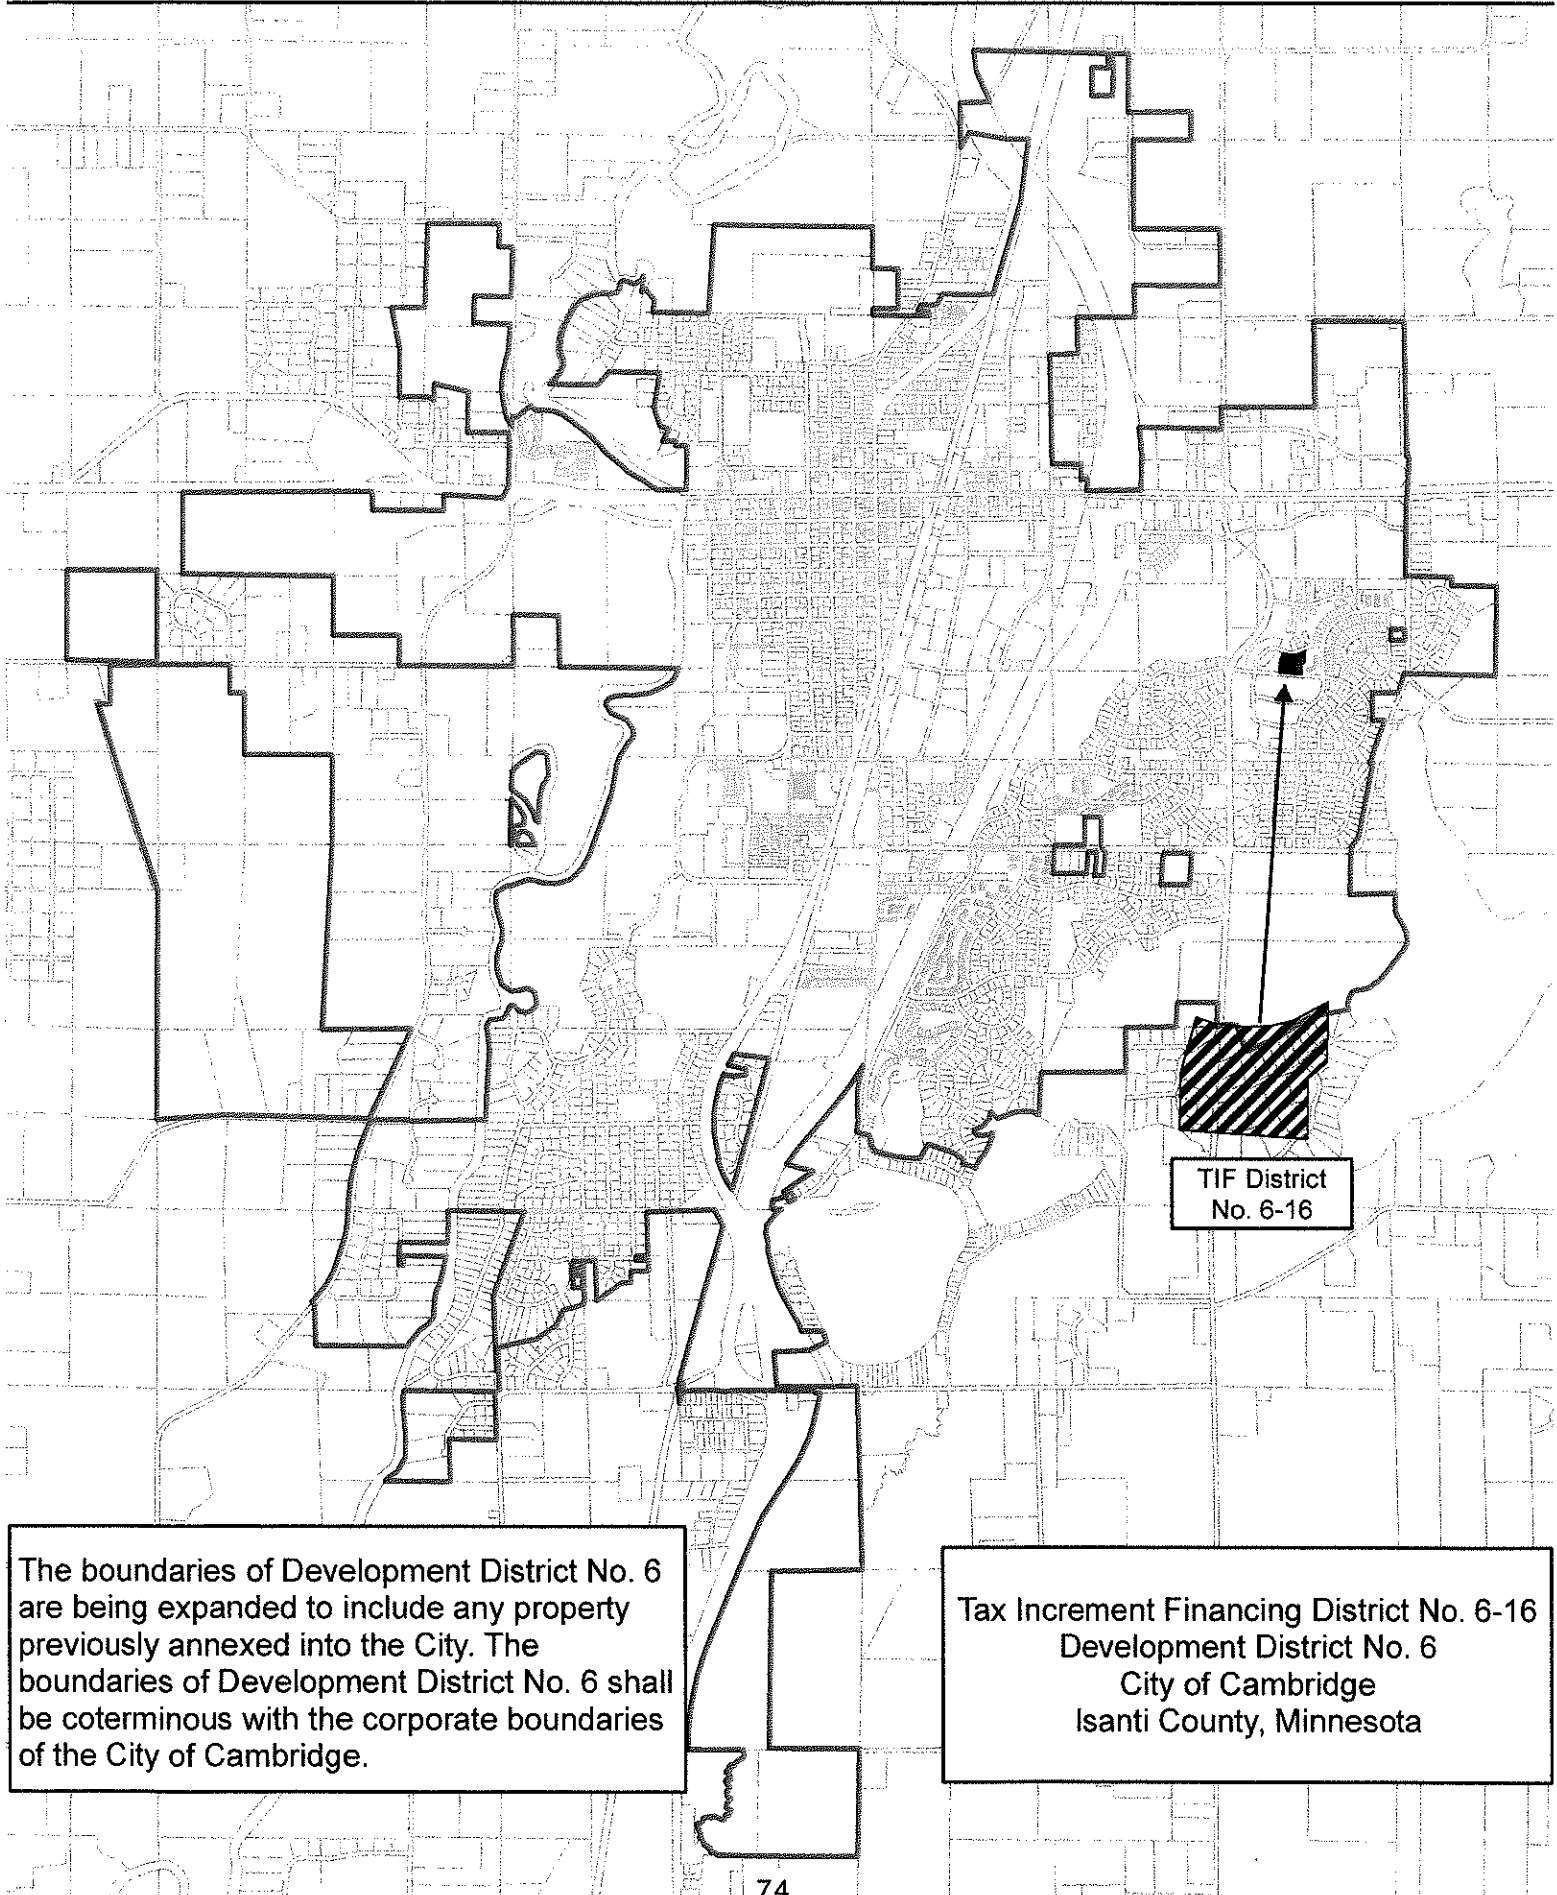 TIF District
No. 6-16
The boundaries of Development District No. 6
are being expanded to include any property
previously annexed into the City. The
boundaries of Development District No. 6 shall
be coterminous with the corporate boundaries
of the City of Cambridge.
Tax Increment Financing District No. 6-16
Development District No. 6
City of Cambridge
Isanti County, Minnesota
74